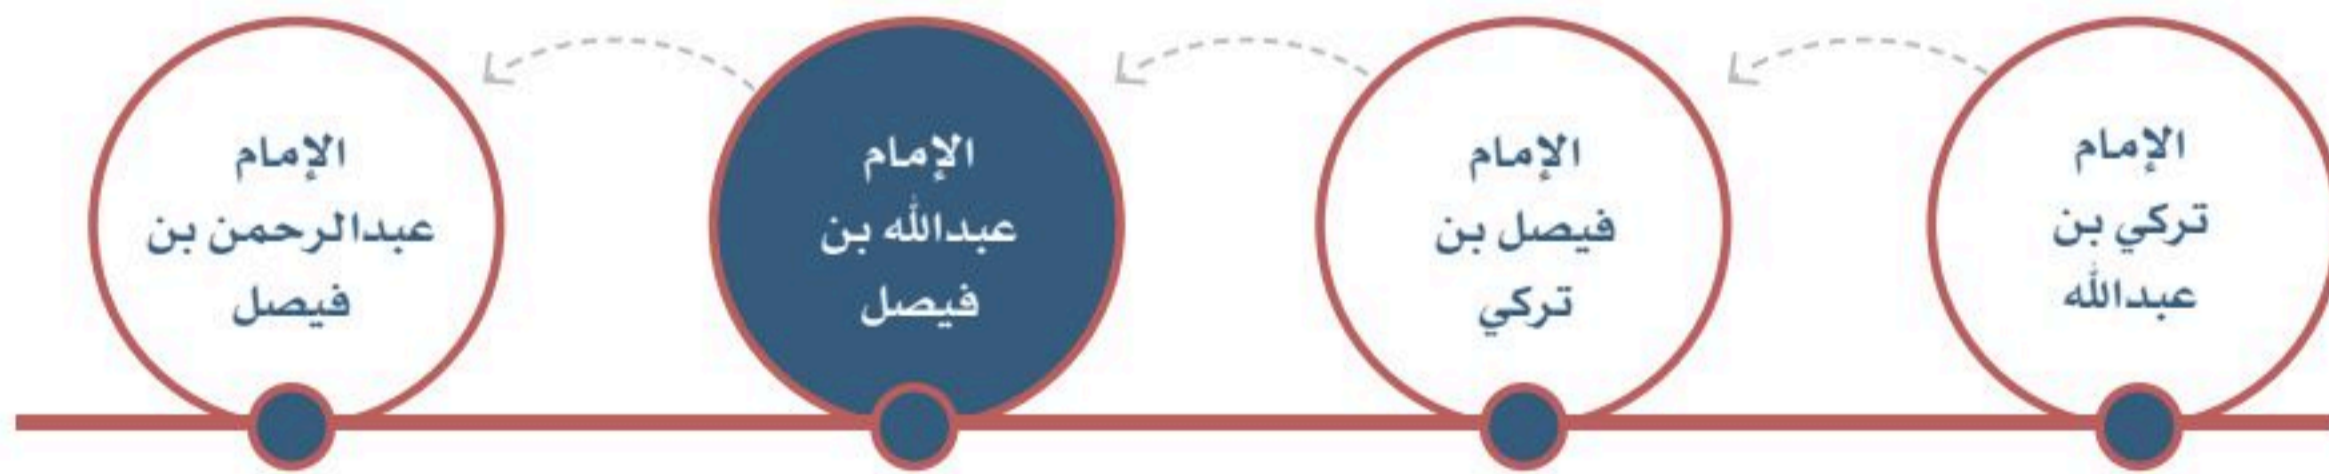 الإمام
تركي بن
عبدالله
الإمام
فيصل بن
تركي
الإمام
عبدالله بن
فيصل
الإمام
عبدالرحمن بن
فيصل